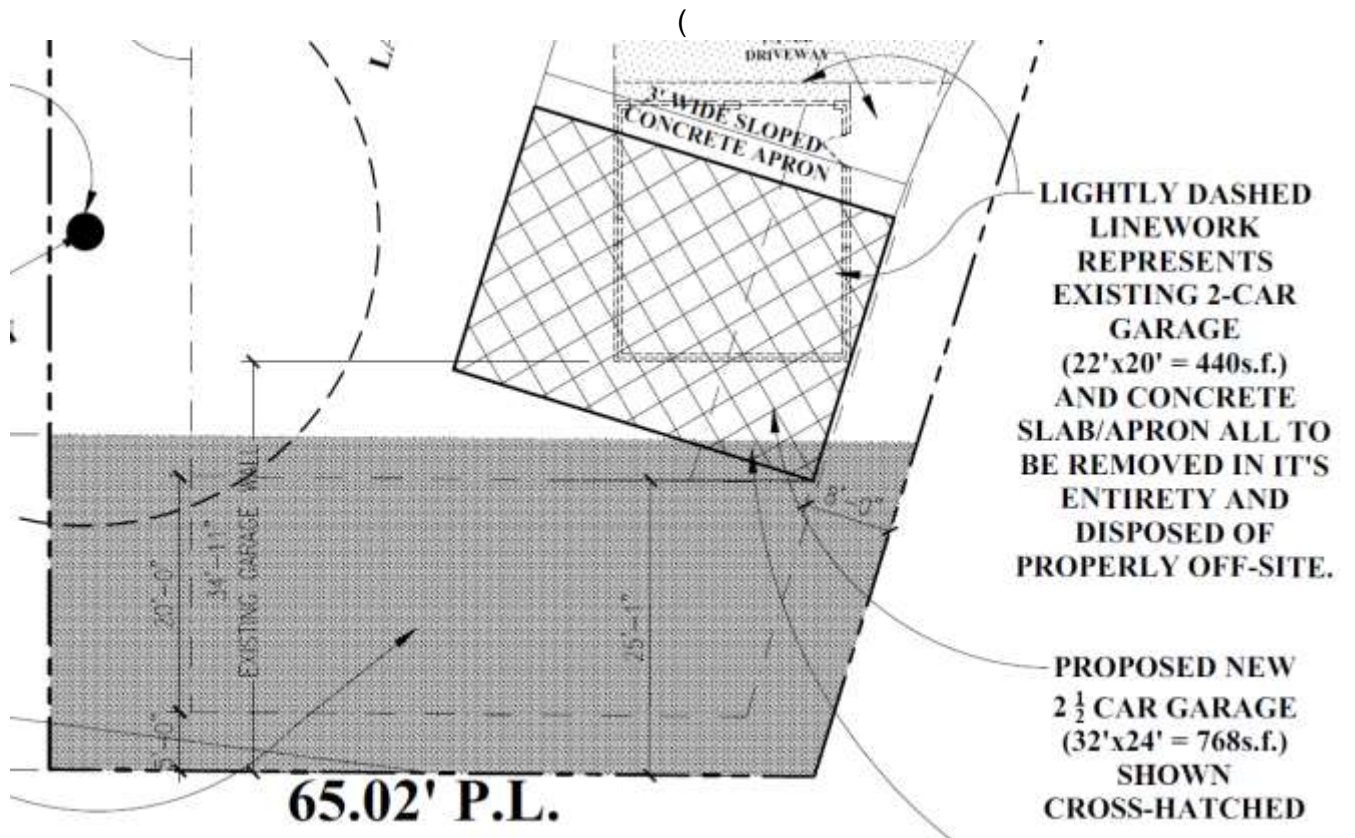 (
DRIVEWAY
3' WIDE SLOPED
CONCRETE APRON
LIGHTLY DASHED
LINEWORK
REPRESENTS
EXISTING 2-CAR
GARAGE
(22'x20' = 440s.f.)
AND CONCRETE
SLAB/APRON ALL TO
BE REMOVED IN IT'S
ENTIRETY AND
DISPOSED OF
PROPERLY OFF-SITE.
8'-0"
20'-0"
34'-11"
EXISTING GARAGE WALL
25'-1"
5'-0"
65.02' P.L.
PROPOSED NEW
2 1/2 CAR GARAGE
(32'x24' = 768s.f.)
SHOWN
CROSS-HATCHED